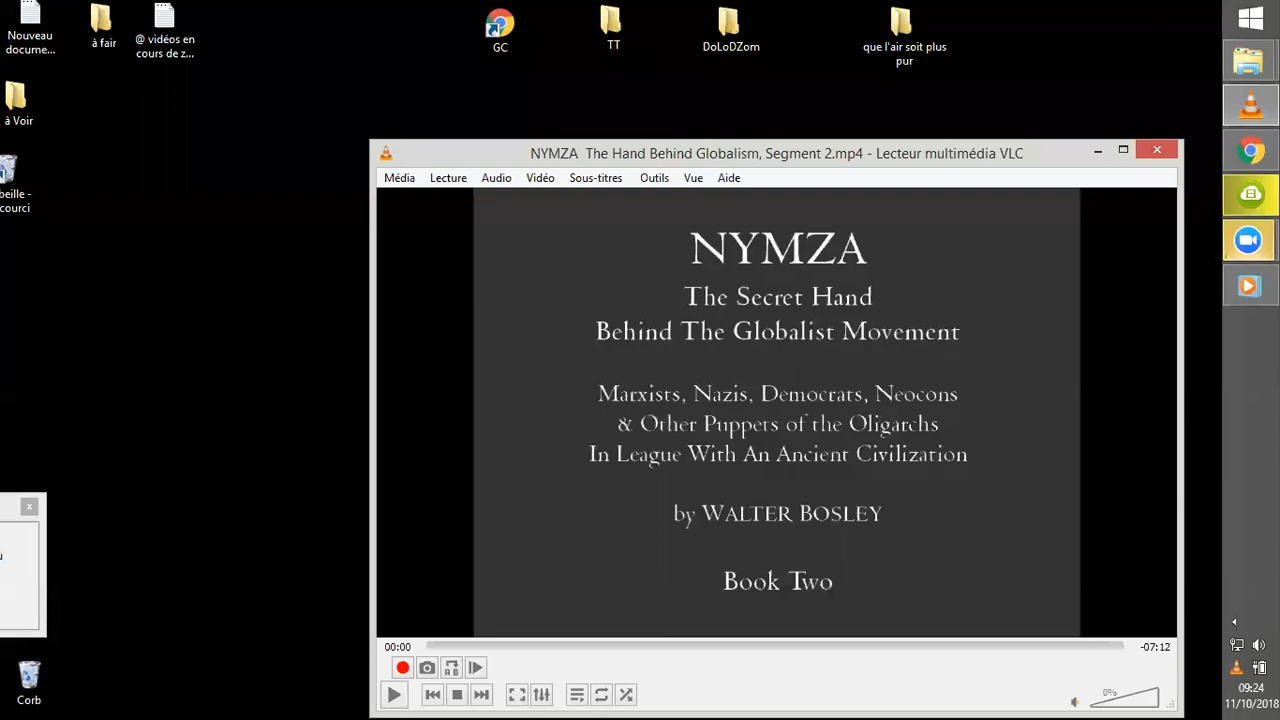 Nouveau
docume...
à fair
@ vidéos en
cours de z...
GC
TT
DoLoDZom
que l'air soit plus
pur
à Voir
beille -
courci
NYMZA The Hand Behind Globalism, Segment 2.mp4 - Lecteur multimédia VLC
Média Lecture Audio Vidéo Sous-titres Outils Vue Aide
NYMZA
The Secret Hand
Behind The Globalist Movement
Marxists, Nazis, Democrats, Neocons
& Other Puppets of the Oligarchs
In League With An Ancient Civilization
by WALTER BOSLEY
Book Two
00:00
-07:12
0%
Corb
09:24
11/10/2018